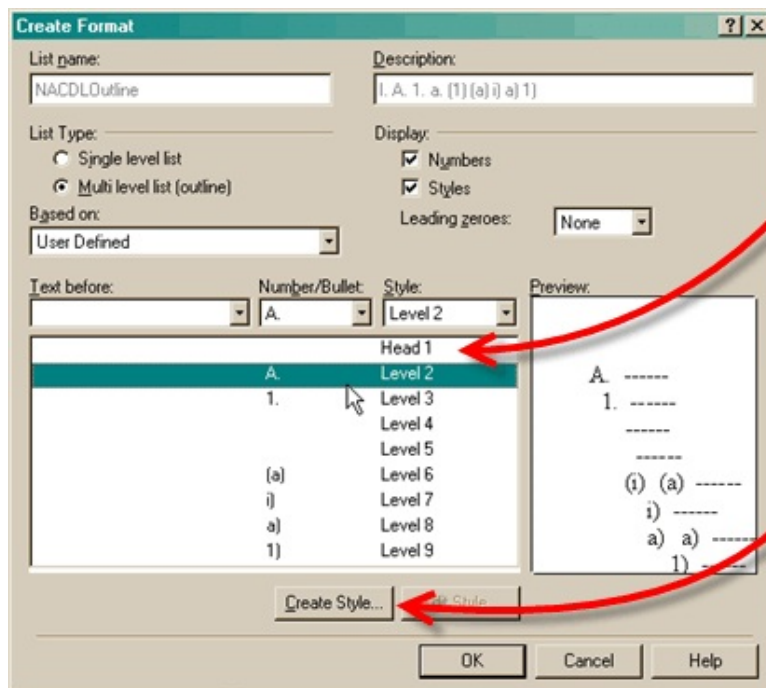 Create Format
List name:
Description:
NACDLOutline
I. A. 1. a. (1) (a) i) a) 1)
List Type:
Display:
Single level list
Numbers
Multi level list (outline)
Styles
Based on:
Leading zeroes:
None
User Defined
Text before:
Number/Bullet:
Style:
Preview:
A.
Level 2
Head 1
A. Level 2
1. Level 3
Level 4
Level 5
(a) Level 6
i) Level 7
a) Level 8
1) Level 9
A. ------
1. ------
------
------
(i) (a) ------
i) ------
a) a) ------
1) ----
Create Style...
Style
OK
Cancel
Help